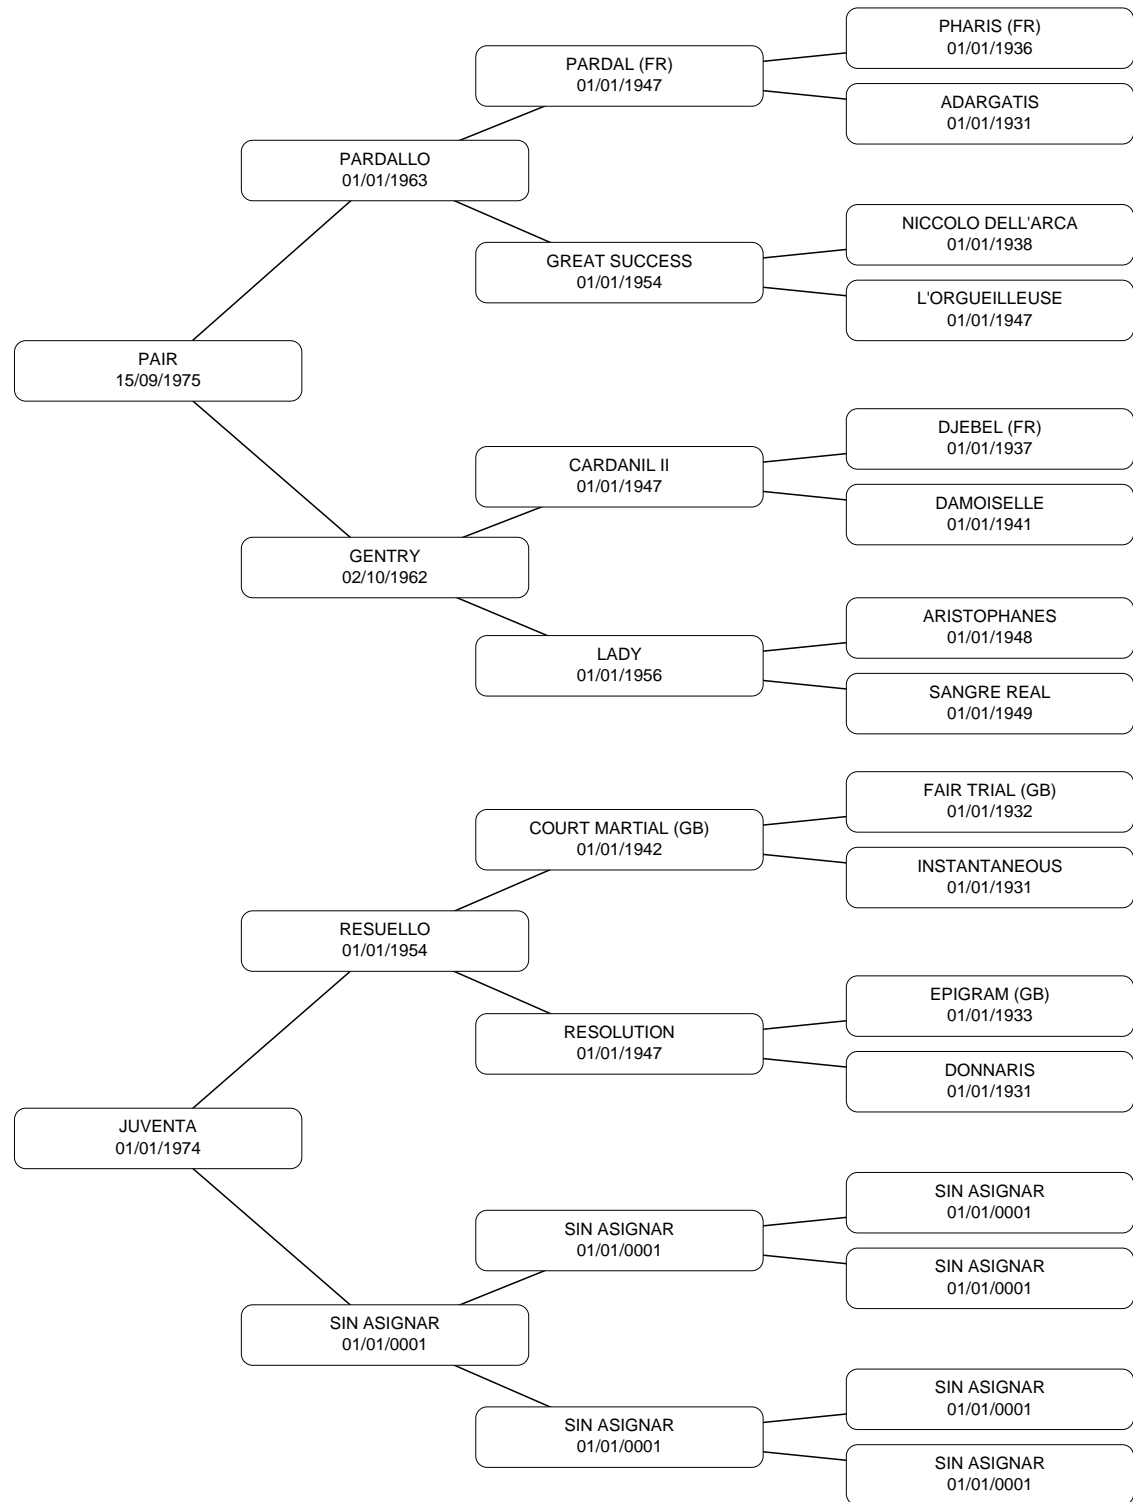 PHARIS (FR)
01/01/1936
PARDAL (FR)
01/01/1947
ADARGATIS
01/01/1931
PARDALLO
01/01/1963
NICCOLO DELL'ARCA
01/01/1938
GREAT SUCCESS
01/01/1954
L'ORGUEILLEUSE
01/01/1947
PAIR
15/09/1975
DJEBEL (FR)
01/01/1937
CARDANIL II
01/01/1947
DAMOISELLE
01/01/1941
GENTRY
02/10/1962
ARISTOPHANES
01/01/1948
LADY
01/01/1956
SANGRE REAL
01/01/1949
FAIR TRIAL (GB)
01/01/1932
COURT MARTIAL (GB)
01/01/1942
INSTANTANEOUS
01/01/1931
RESUELLO
01/01/1954
EPIGRAM (GB)
01/01/1933
RESOLUTION
01/01/1947
DONNARIS
01/01/1931
JUVENTA
01/01/1974
SIN ASIGNAR
01/01/0001
SIN ASIGNAR
01/01/0001
SIN ASIGNAR
01/01/0001
SIN ASIGNAR
01/01/0001
SIN ASIGNAR
01/01/0001
SIN ASIGNAR
01/01/0001
SIN ASIGNAR
01/01/0001